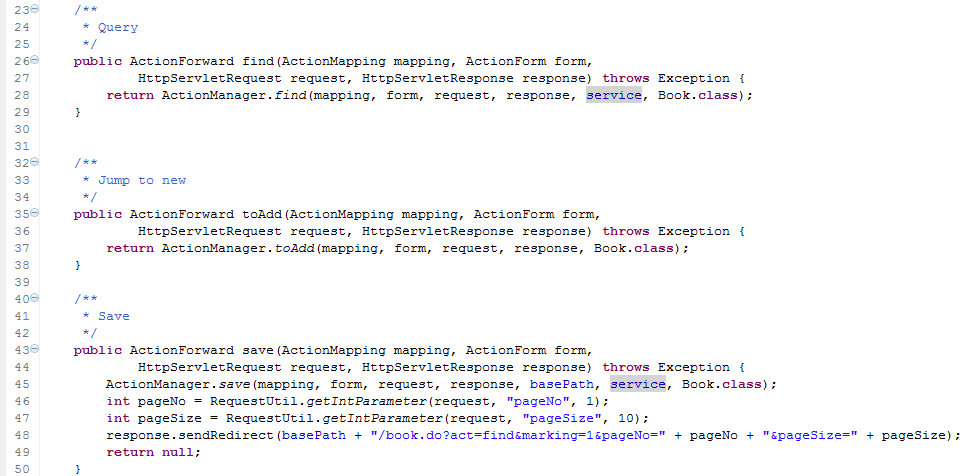 23 /**
24 * Query
25 */
26 public ActionForward find(ActionMapping mapping, ActionForm form,
27 HttpServletRequest request, HttpServletResponse response) throws Exception {
28 return ActionManager.find(mapping, form, request, response, service, Book.class);
29 }
30
31
32 /**
33 * Jump to new
34 */
35 public ActionForward toAdd(ActionMapping mapping, ActionForm form,
36 HttpServletRequest request, HttpServletResponse response) throws Exception {
37 return ActionManager.toAdd(mapping, form, request, response, Book.class);
38 }
39
40 /**
41 * Save
42 */
43 public ActionForward save(ActionMapping mapping, ActionForm form,
44 HttpServletRequest request, HttpServletResponse response) throws Exception {
45 ActionManager.save(mapping, form, request, response, basePath, service, Book.class);
46 int pageNo = RequestUtil.getIntParameter(request, "pageNo", 1);
47 int pageSize = RequestUtil.getIntParameter(request, "pageSize", 10);
48 response.sendRedirect(basePath + "/book.do?act=find&marking=1&pageNo=" + pageNo + "&pageSize=" + pageSize);
49 return null;
50 }